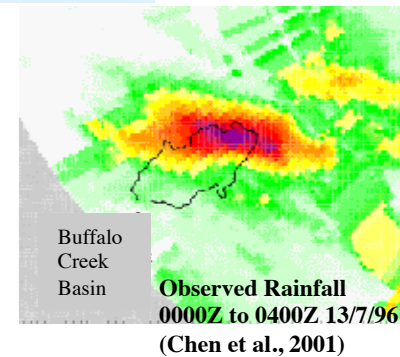 Buffalo
Creek
Basin
Observed Rainfall
0000Z to 0400Z 13/7/96
(Chen et al., 2001)